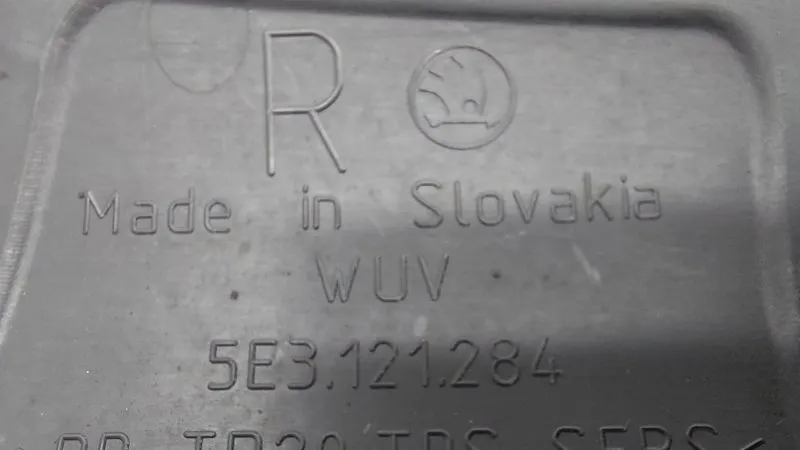 R
Made in Slovakia
WUV
5E3.121.284